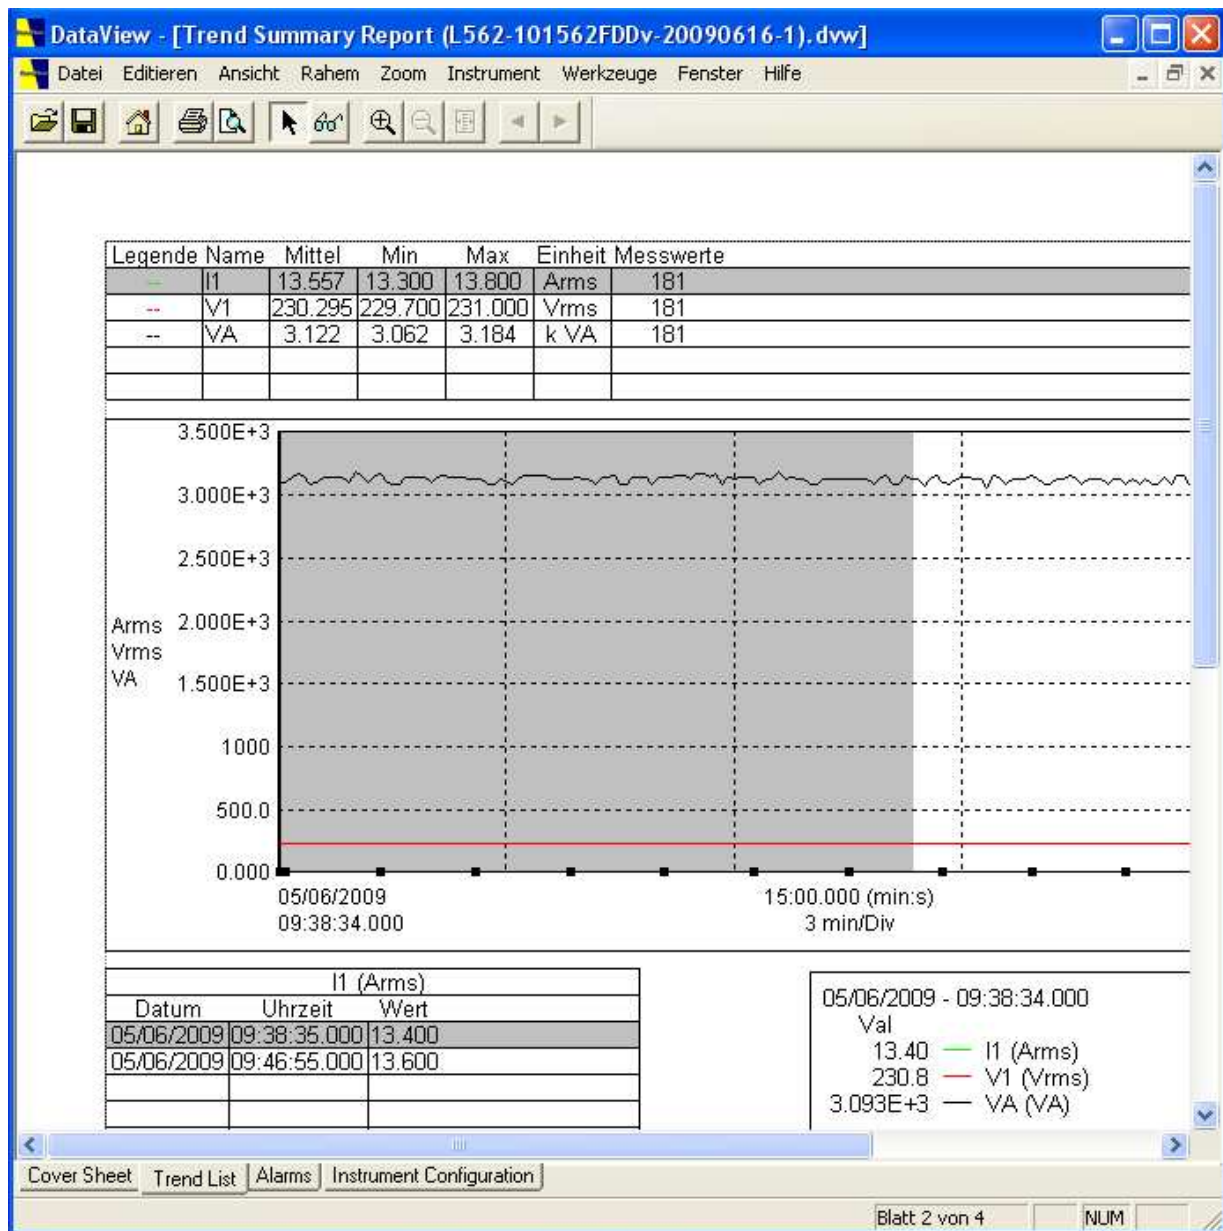 DataView - [Trend Summary Report (L562-101562FDDv-20090616-1).dvw]
Datei Editieren Ansicht Rahem Zoom Instrument Werkzeuge Fenster Hilfe
Legende Name Mittel Min Max Einheit Messwerte
-- I1 13.557 13.300 13.800 Arms 181
-- V1 230.295 229.700 231.000 Vrms 181
-- VA 3.122 3.062 3.184 k VA 181
3.500E+3
3.000E+3
2.500E+3
Arms 2.000E+3
Vrms
VA 1.500E+3
1000
500.0
0.000
05/06/2009 15:00.000 (min:s)
09:38:34.000 3 min/Div
I1 (Arms)
Datum Uhrzeit Wert
05/06/2009 09:38:35.000 13.400
05/06/2009 09:46:55.000 13.600
05/06/2009 - 09:38:34.000
Val
13.40 — I1 (Arms)
230.8 — V1 (Vrms)
3.093E+3 — VA (VA)
Cover Sheet Trend List Alarms Instrument Configuration
Blatt 2 von 4 NUM